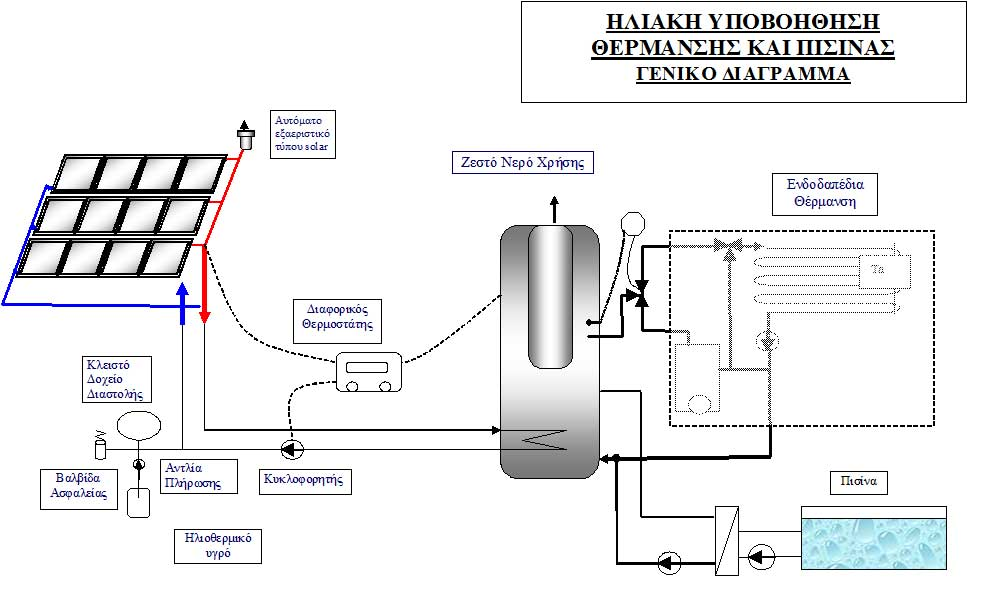 ΗΛΙΑΚΗ ΥΠΟΒΟΗΘΗΣΗ
ΘΕΡΜΑΝΣΗΣ ΚΑΙ ΠΙΣΙΝΑΣ
ΓΕΝΙΚΟ ΔΙΑΓΡΑΜΜΑ
Αυτόματο
εξαεριστικό
τύπου solar
Ζεστό Νερό Χρήσης
Ενδοδαπέδια
Θέρμανση
Τα
Διαφορικός
Θερμοστάτης
Κλειστό
Δοχείο
Διαστολής
Βαλβίδα
Ασφαλείας
Αντλία
Πλήρωσης
Κυκλοφορητής
Πισίνα
Ηλιοθερμικό
υγρό